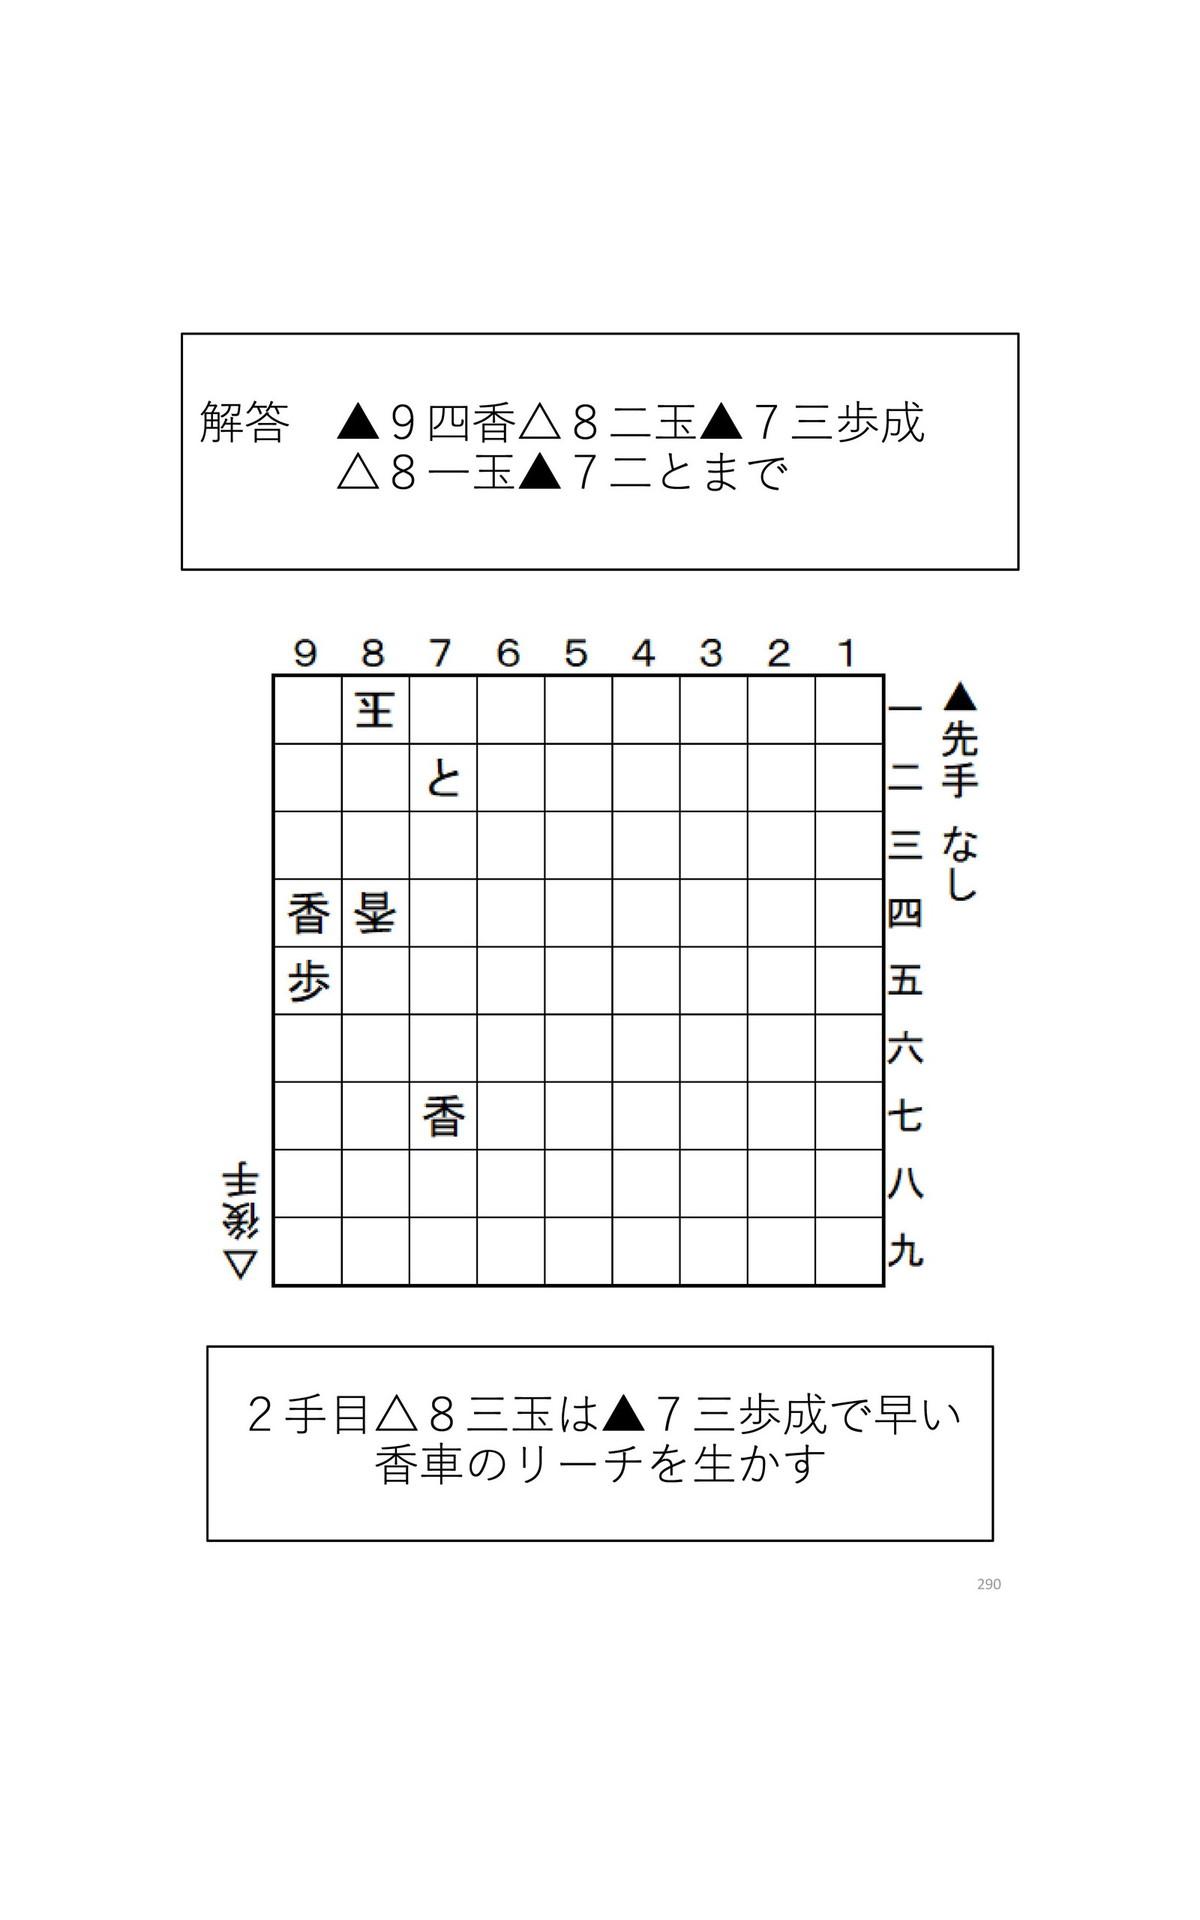 解答　▲９四香△８二玉▲７三歩成
△８一玉▲７二とまで
9 8 7 6 5 4 3 2 1
王 一
と 二
三
香 香 四
歩 五
六
香 七
八
九
▲先手 なし
△後手
２手目△８三玉は▲７三歩成で早い
香車のリーチを生かす
290